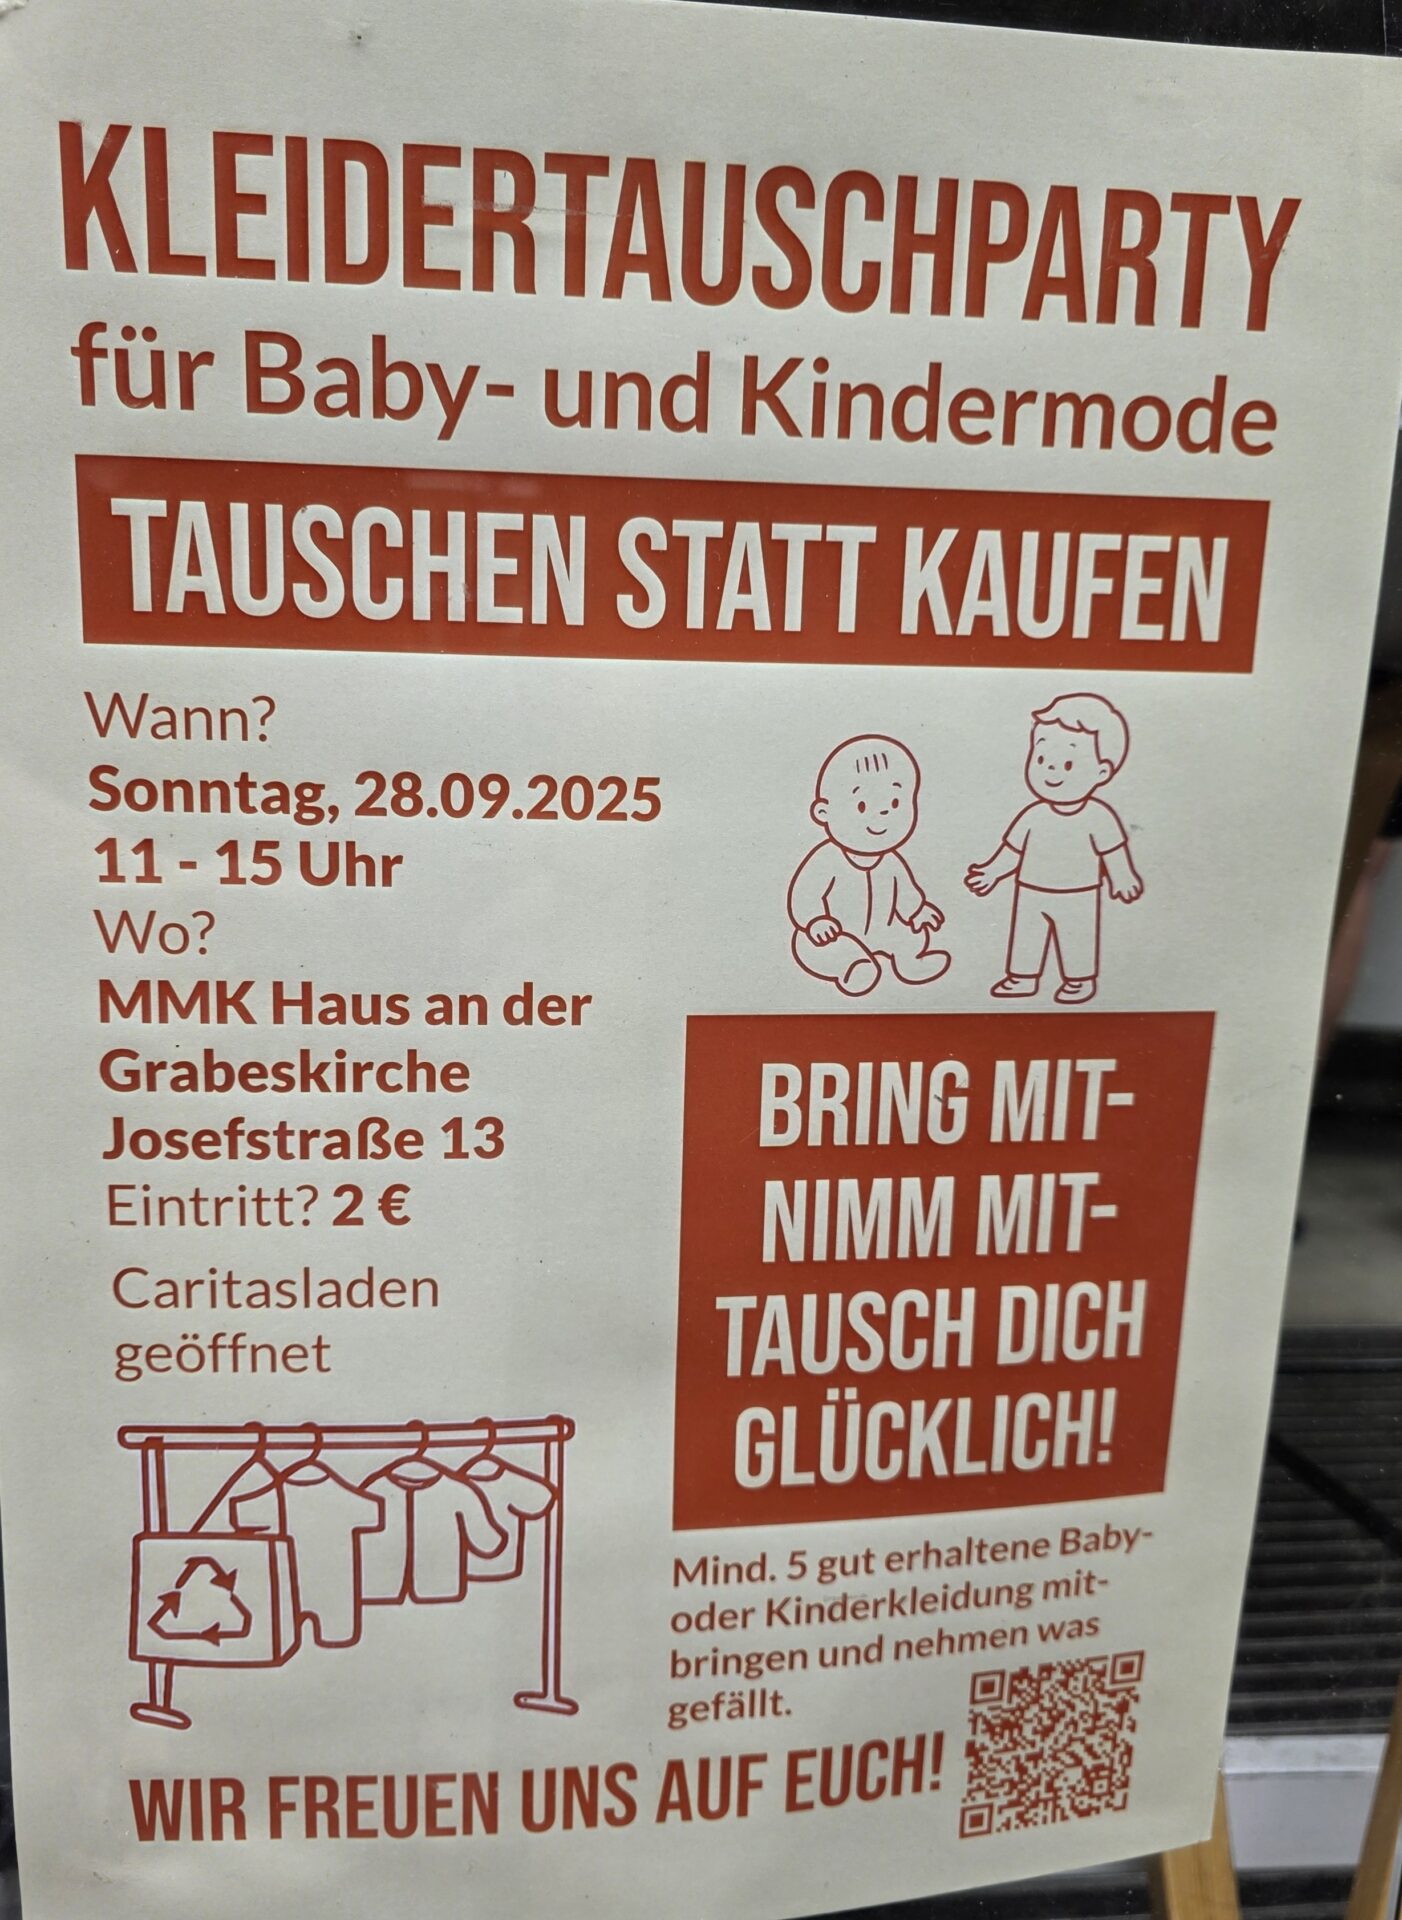 KLEIDERTAUSCHPARTY
für Baby- und Kindermode
TAUSCHEN STATT KAUFEN
Wann?
Sonntag, 28.09.2025
11 - 15 Uhr
Wo?
MMK Haus an der
Grabeskirche
Josefstraße 13
Eintritt? 2 €
Caritasladen
geöffnet
BRING MIT-
NIMM MIT-
TAUSCH DICH
GLÜCKLICH!
Mind. 5 gut erhaltene Baby-
oder Kinderkleidung mit-
bringen und nehmen was
gefällt.
WIR FREUEN UNS AUF EUCH!